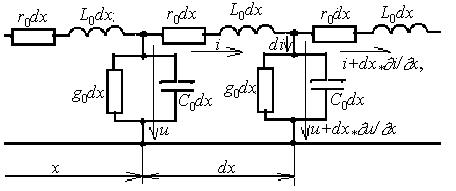 r₀dx L₀dx r₀dx L₀dx r₀dx L₀dx
i di
i+dx*∂i/∂x,
g₀dx C₀dx g₀dx C₀dx
u u+dx*∂u/∂x
x dx